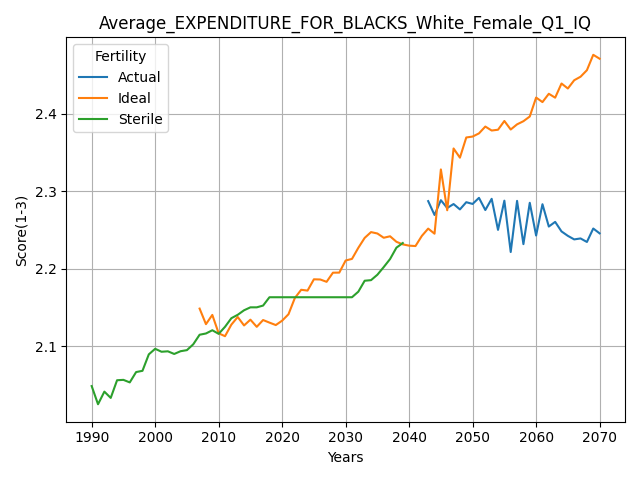 Average_EXPENDITURE_FOR_BLACKS_White_Female_Q1_IQ
Fertility
Actual
Ideal
Sterile
Score(1-3)
2.4
2.3
2.2
2.1
1990 2000 2010 2020 2030 2040 2050 2060 2070
Years